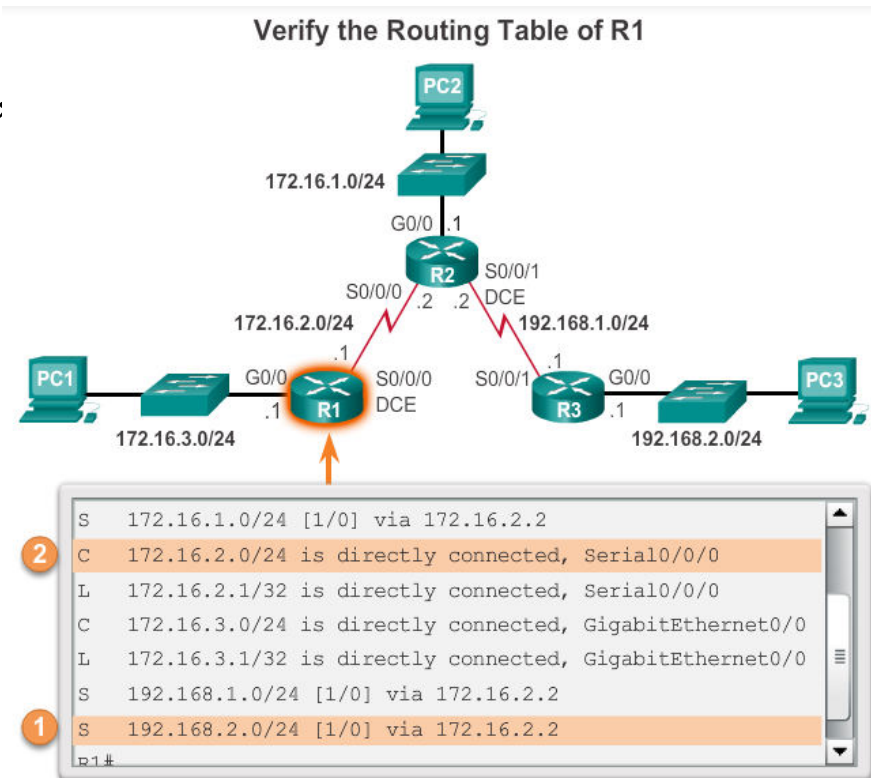 Verify the Routing Table of R1
PC2
172.16.1.0/24
G0/0 .1
R2
S0/0/1
DCE
S0/0/0
.2 .2
172.16.2.0/24
192.168.1.0/24
.1
.1
PC1
G0/0
.1
R1
S0/0/0
DCE
S0/0/1
R3
G0/0
.1
PC3
172.16.3.0/24
192.168.2.0/24
S 172.16.1.0/24 [1/0] via 172.16.2.2
2
C 172.16.2.0/24 is directly connected, Serial0/0/0
L 172.16.2.1/32 is directly connected, Serial0/0/0
C 172.16.3.0/24 is directly connected, GigabitEthernet0/0
L 172.16.3.1/32 is directly connected, GigabitEthernet0/0
S 192.168.1.0/24 [1/0] via 172.16.2.2
1
S 192.168.2.0/24 [1/0] via 172.16.2.2
R1#